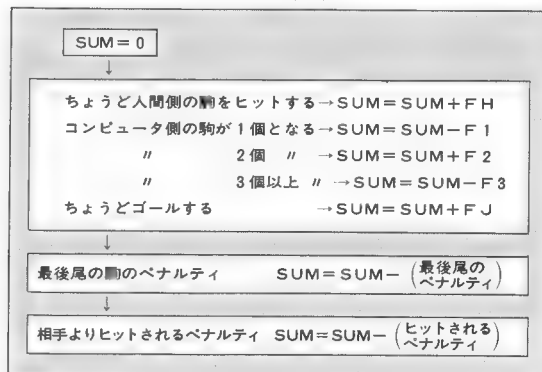 SUM=0
↓
ちょうど人間側の駒をヒットする→SUM=SUM+FH
コンピュータ側の駒が1個となる→SUM=SUM-F1
〃 2個 〃 →SUM=SUM+F2
〃 3個以上 〃 →SUM=SUM-F3
ちょうどゴールする →SUM=SUM+FJ
↓
最後尾の駒のペナルティ SUM=SUM-(最後尾のペナルティ)
↓
相手よりヒットされるペナルティ SUM=SUM-(ヒットされるペナルティ)